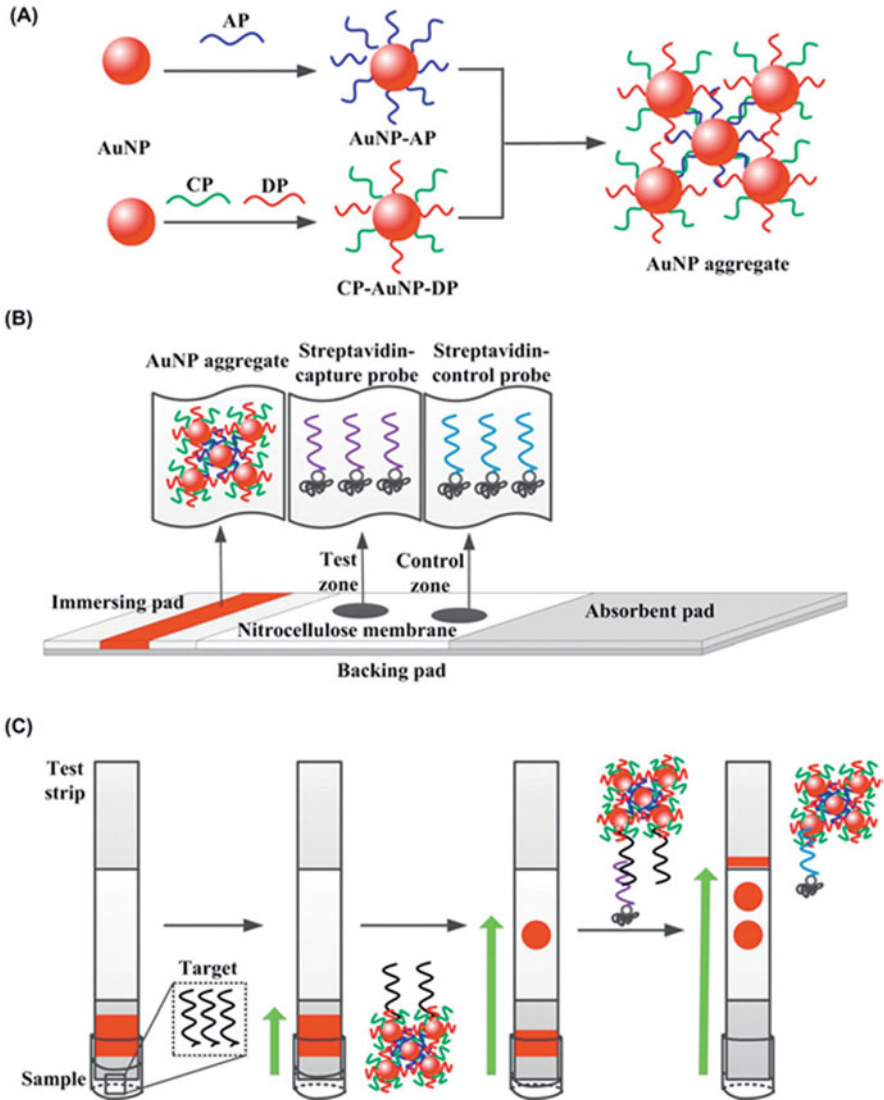 (A)
AP
AuNP
AuNP-AP
CP DP
CP-AuNP-DP
AuNP aggregate
(B)
AuNP aggregate
Streptavidin-
capture probe
Streptavidin-
control probe
Test
zone
Control
zone
Immersing pad
Nitrocellulose membrane
Absorbent pad
Backing pad
(C)
Test
strip
Target
Sample